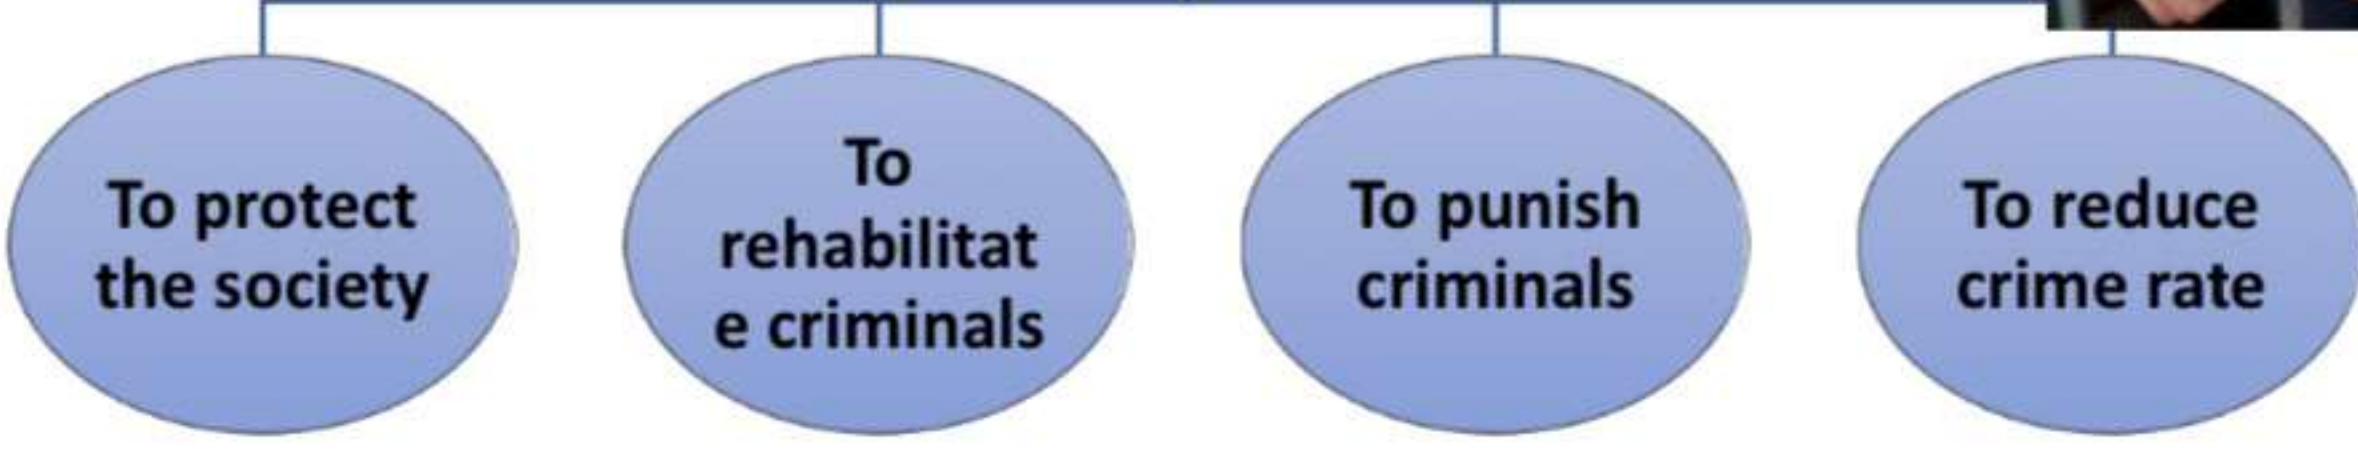 To protect
the society
To
rehabilitat
e criminals
To punish
criminals
To reduce
crime rate